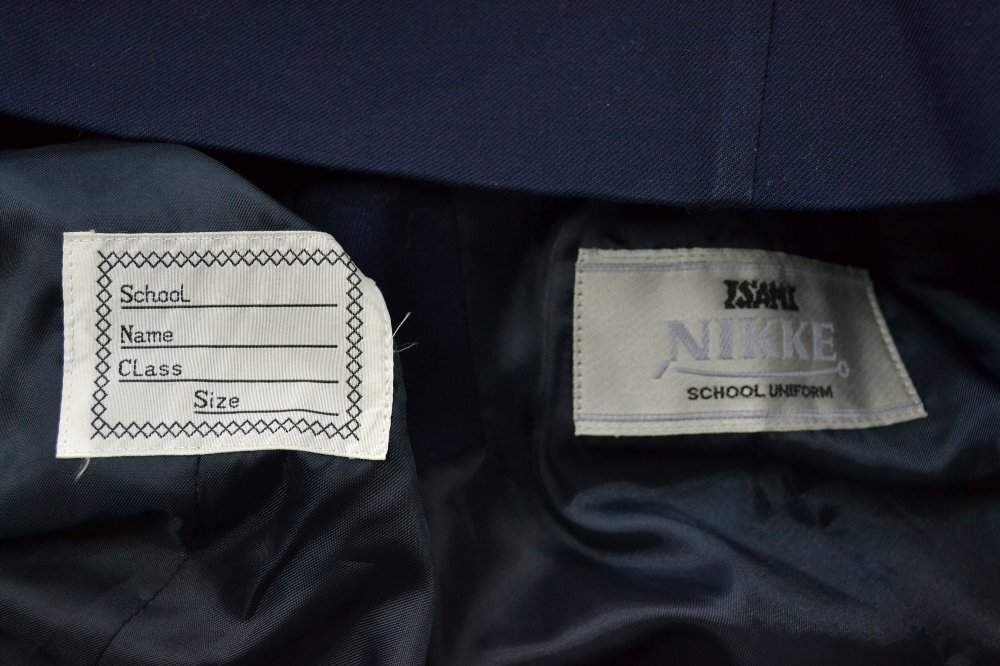 School
Name
Class
Size
ISAMI
NIKKE
SCHOOL UNIFORM